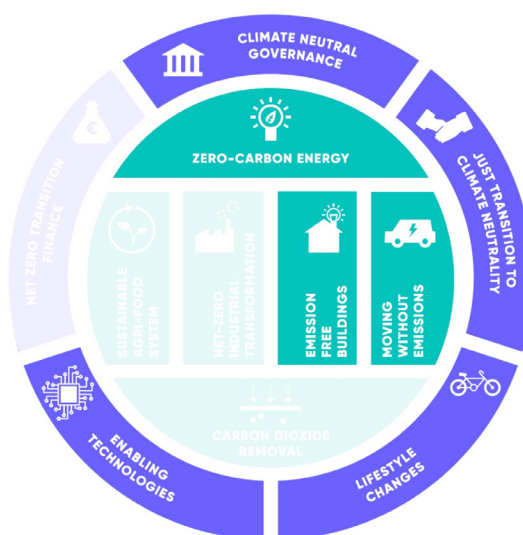 CLIMATE NEUTRAL
GOVERNANCE
NET ZERO TRANSITION
FINANCE
€
JUST TRANSITION TO
CLIMATE NEUTRALITY
ZERO-CARBON ENERGY
SUSTAINABLE
AGRI-FOOD
SYSTEM
NET-ZERO
INDUSTRIAL
TRANSFORMATION
EMISSION
FREE
BUILDINGS
MOVING
WITHOUT
EMISSIONS
CARBON DIOXIDE
REMOVAL
ENABLING
TECHNOLOGIES
LIFESTYLE
CHANGES